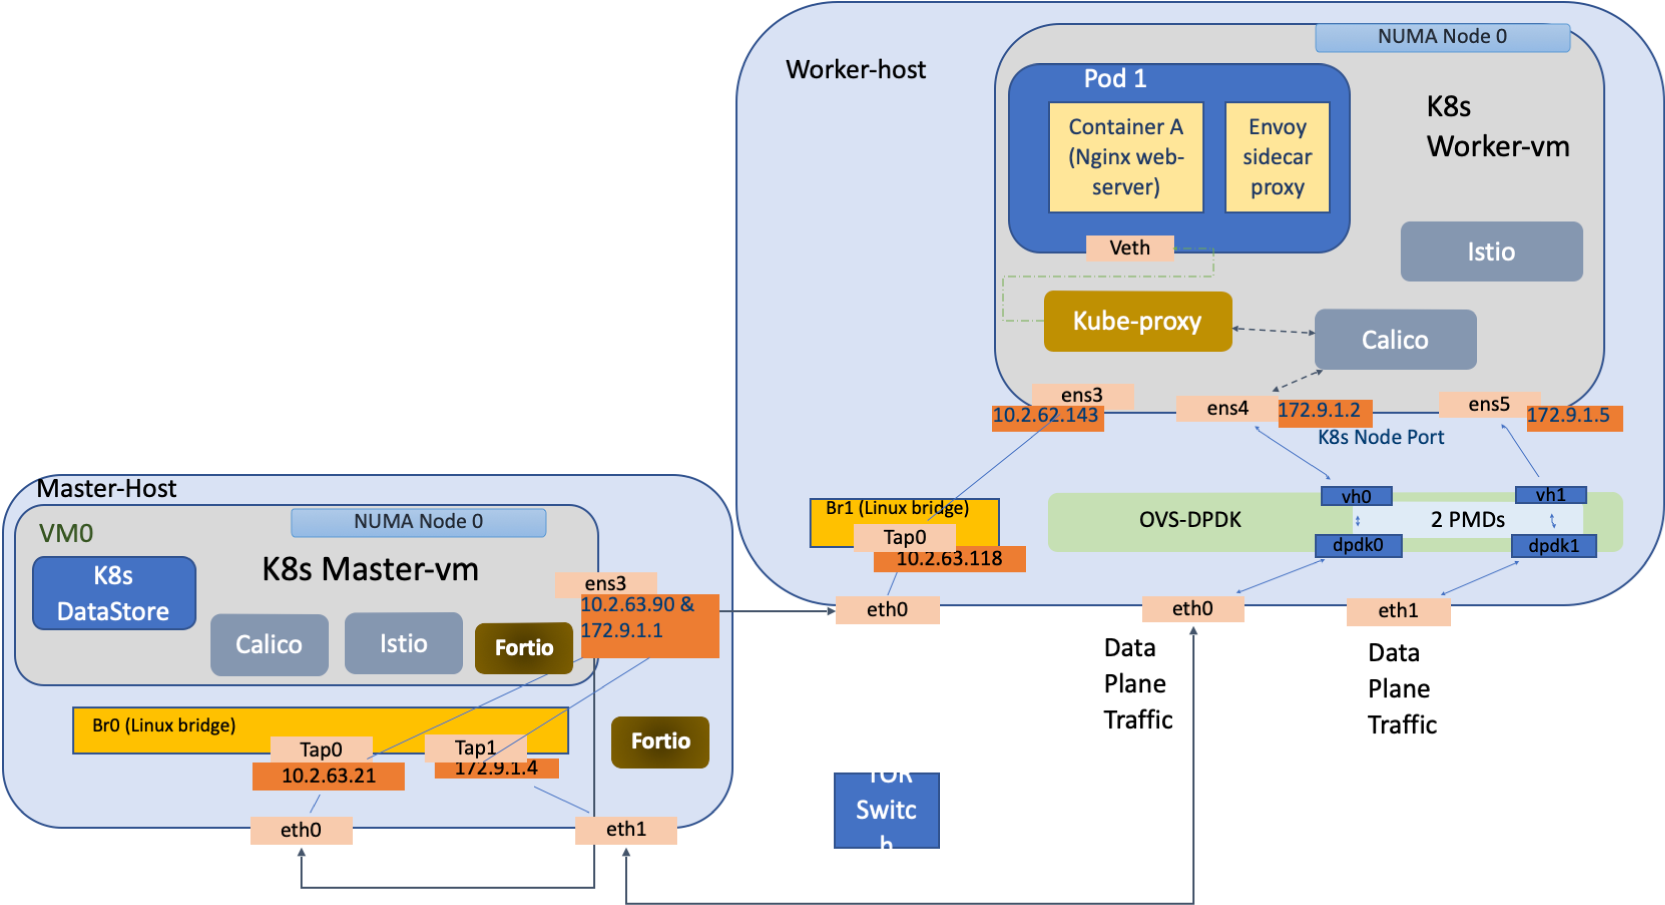 NUMA Node 0
Worker-host
Pod 1
K8s
Worker-vm
Container A
(Nginx web-
server)
Envoy
sidecar
proxy
Istio
Veth
Kube-proxy
Calico
ens3
10.2.62.143
ens4
172.9.1.2
ens5
172.9.1.5
K8s Node Port
Br1 (Linux bridge)
Tap0
10.2.63.118
OVS-DPDK
vh0
2 PMDs
vh1
dpdk0
dpdk1
eth0
eth0
eth1
Data
Plane
Traffic
Data
Plane
Traffic
Master-Host
VM0
NUMA Node 0
K8s
DataStore
K8s Master-vm
ens3
10.2.63.90 &
172.9.1.1
Calico
Istio
Fortio
Br0 (Linux bridge)
Tap0
10.2.63.21
Tap1
172.9.1.4
Fortio
eth0
eth1
TOR
Switc
h